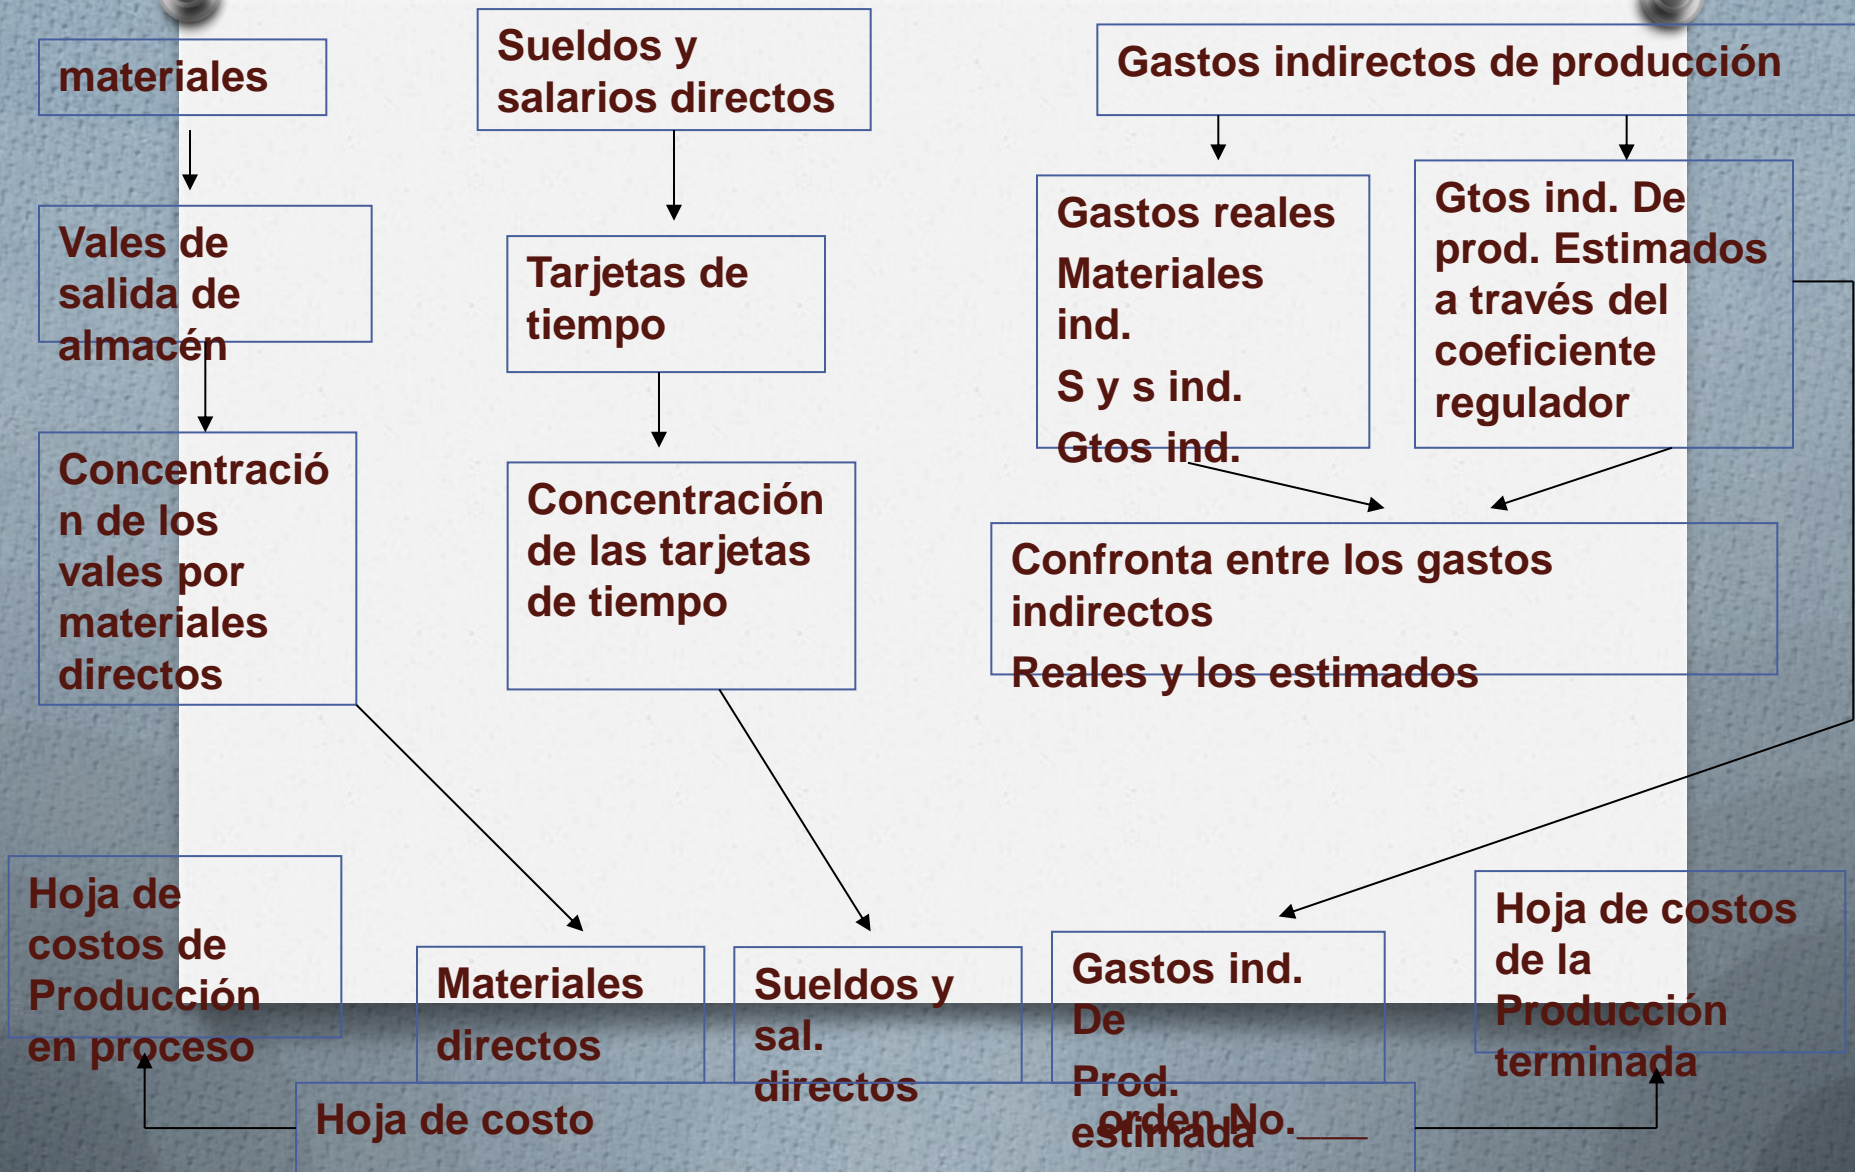 materiales
Sueldos y
salarios directos
Gastos indirectos de producción
Vales de
salida de
almacén
Tarjetas de
tiempo
Gastos reales
Materiales
ind.
S y s ind.
Gtos ind.
Gtos ind. De
prod. Estimados
a través del
coeficiente
regulador
Concentració
n de los
vales por
materiales
directos
Concentración
de las tarjetas
de tiempo
Confronta entre los gastos
indirectos
Reales y los estimados
Hoja de
costos de
Producción
en proceso
Materiales
directos
Sueldos y
sal.
directos
Gastos ind.
De
Prod.
estimada
Hoja de costos
de la
Producción
terminada
Hoja de costo orden No.___